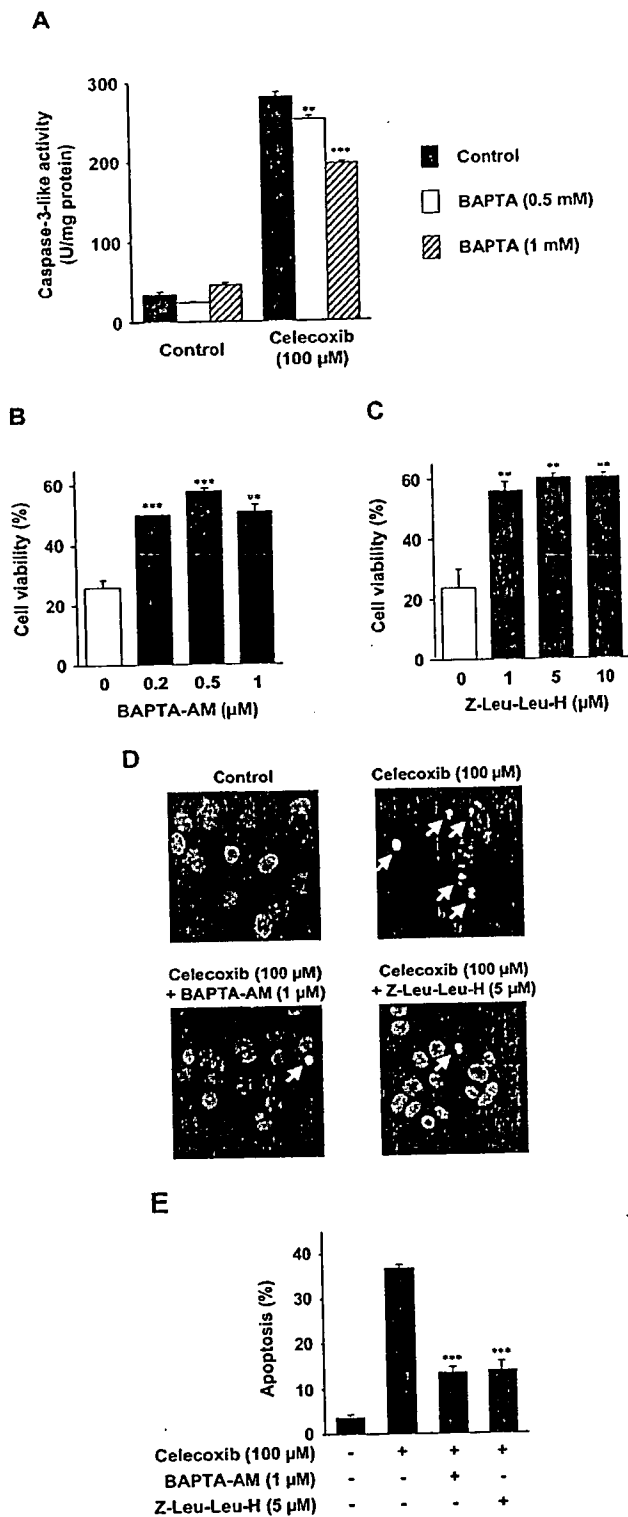 A
Caspase-3-like activity
(U/mg protein)
300
200
100
0
**
***
Control
Celecoxib
(100 µM)
Control
BAPTA (0.5 mM)
BAPTA (1 mM)
B
Cell viability (%)
60
40
20
0
***
***
**
0 0.2 0.5 1
BAPTA-AM (µM)
C
Cell viability (%)
60
40
20
0
**
**
**
0 1 5 10
Z-Leu-Leu-H (µM)
D
Control
Celecoxib (100 µM)
Celecoxib (100 µM)
+ BAPTA-AM (1 µM)
Celecoxib (100 µM)
+ Z-Leu-Leu-H (5 µM)
E
Apoptosis (%)
40
30
20
10
0
***
***
Celecoxib (100 µM) - + + +
BAPTA-AM (1 µM) - - + -
Z-Leu-Leu-H (5 µM) - - - +